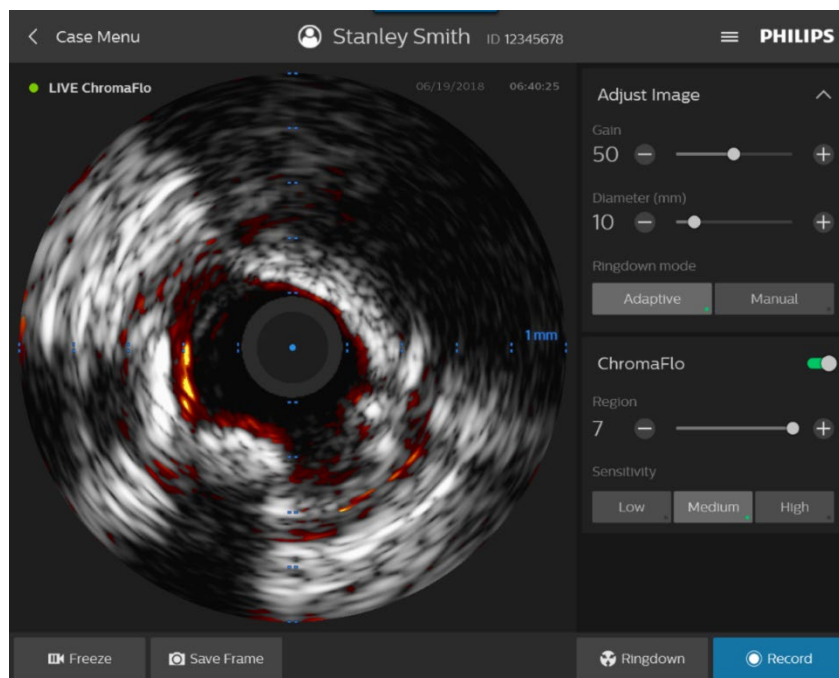 Case Menu
Stanley Smith ID 12345678
PHILIPS
LIVE ChromaFlo
06/19/2018 06:40:25
1 mm
Adjust Image
Gain
50
Diameter (mm)
10
Ringdown mode
Adaptive Manual
ChromaFlo
Region
7
Sensitivity
Low Medium High
Freeze Save Frame Ringdown Record